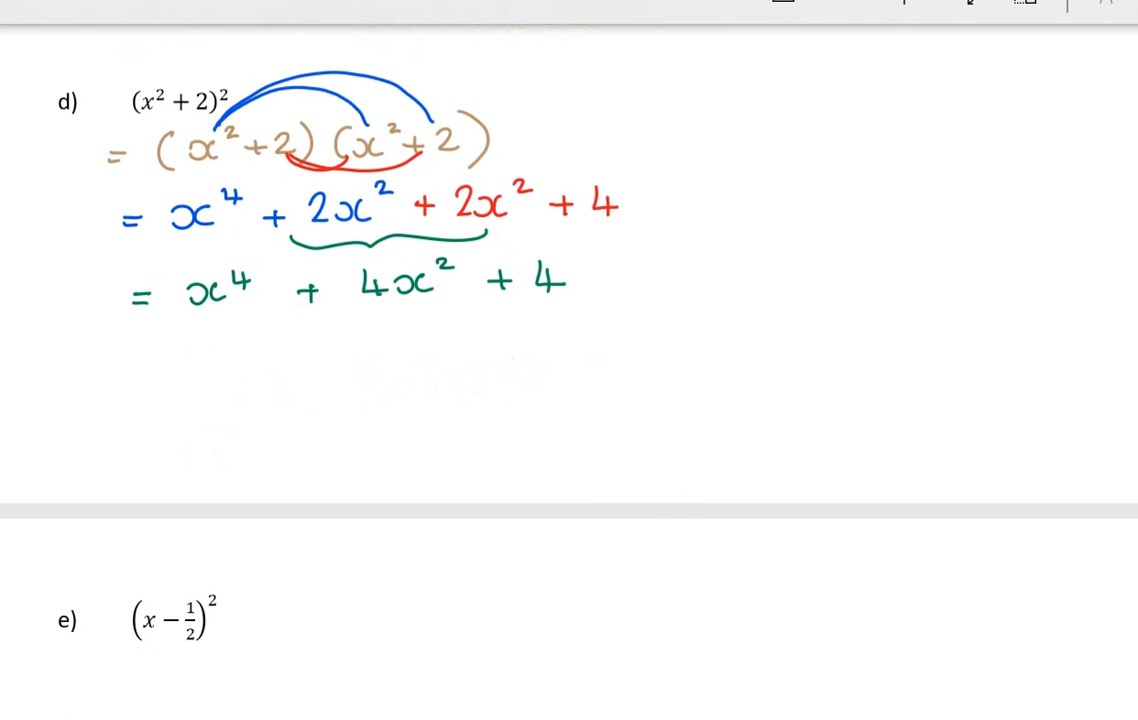 d) (x² + 2)²
= (x² + 2) (x² + 2)
= x⁴ + 2x² + 2x² + 4
= x⁴ + 4x² + 4
e) (x − 1/2)²